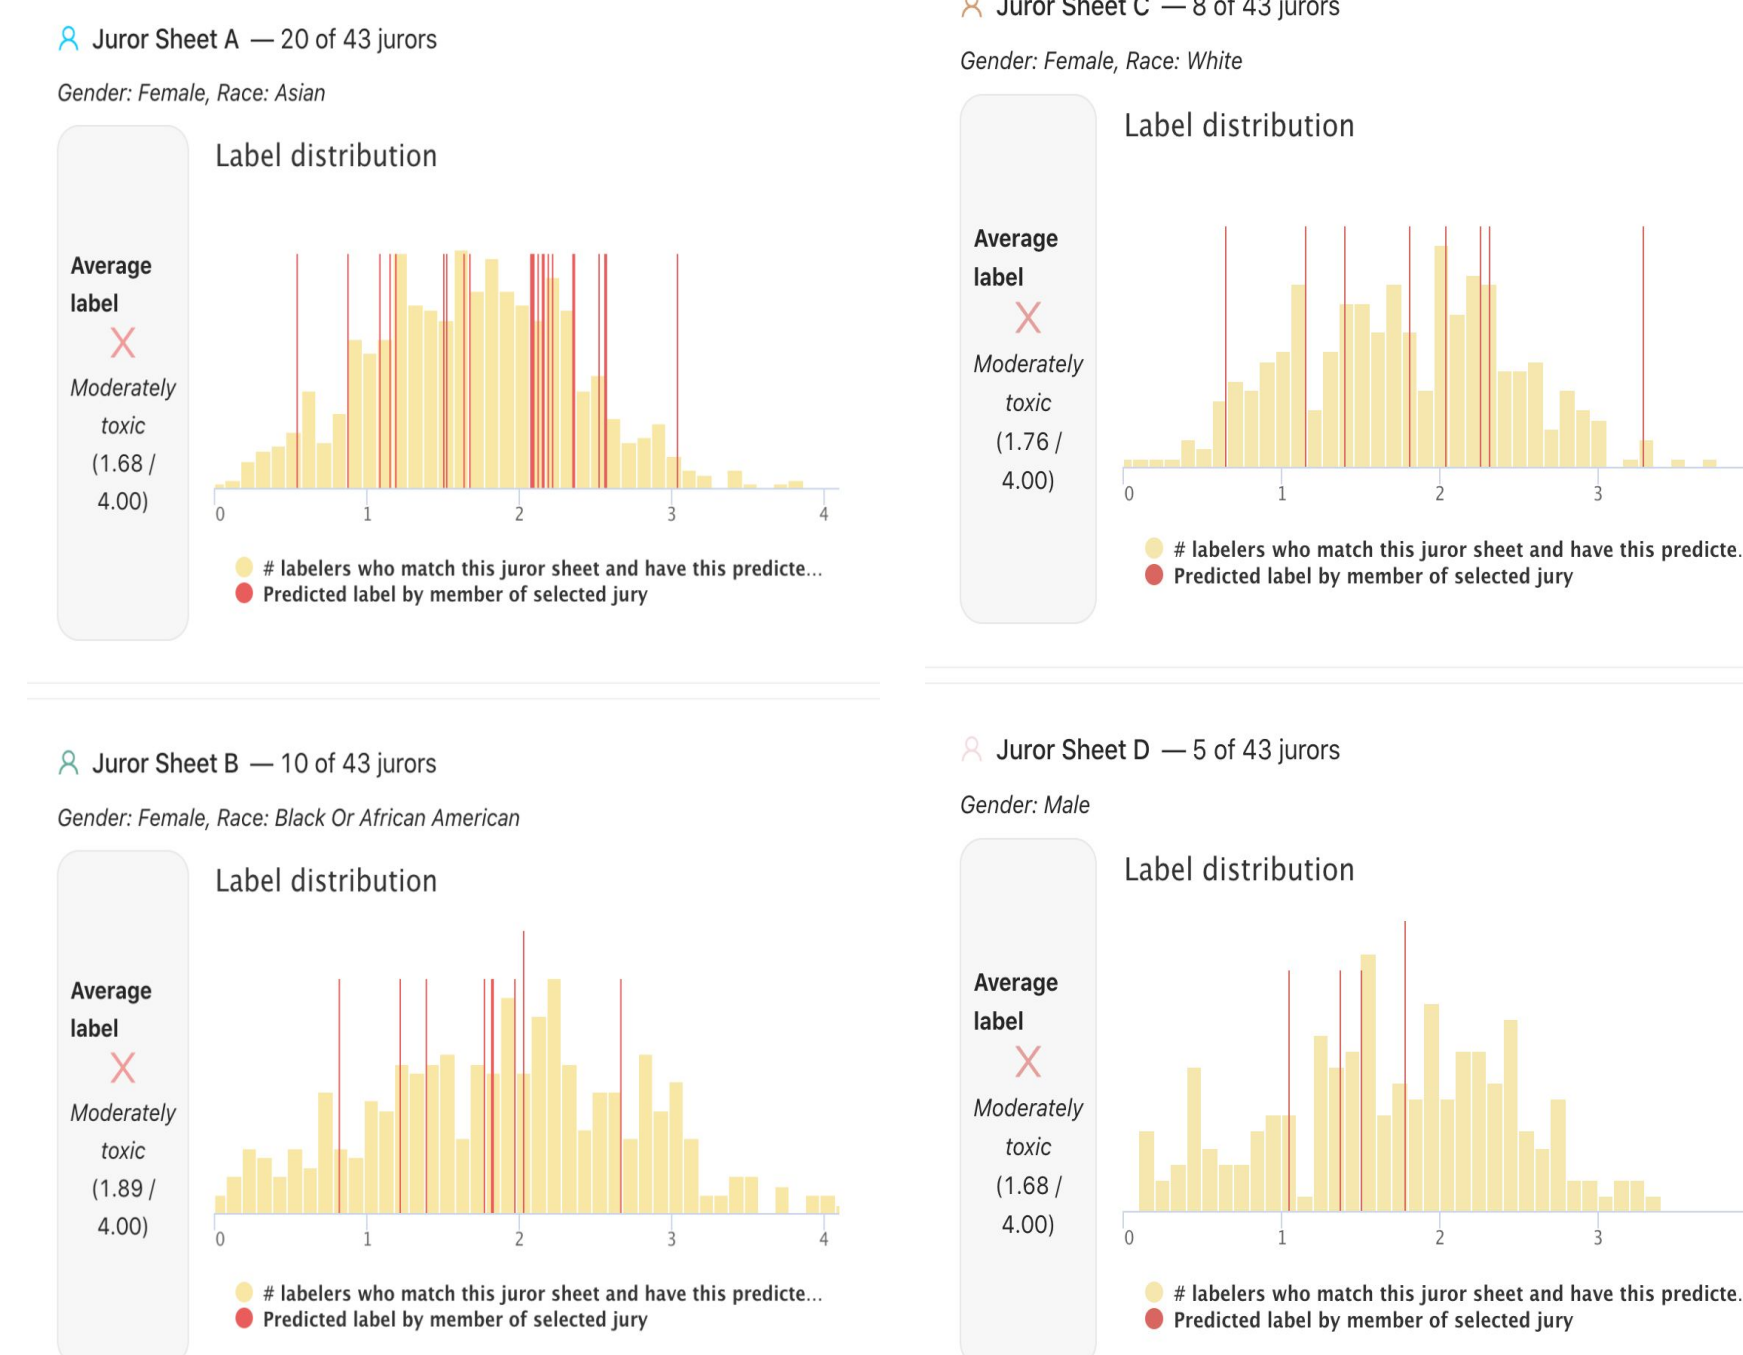 Juror Sheet A — 20 of 43 jurors
Gender: Female, Race: Asian
Label distribution
Average
label
X
Moderately
toxic
(1.68 /
4.00)
0 1 2 3 4
# labelers who match this juror sheet and have this predicte...
Predicted label by member of selected jury
Juror Sheet B — 10 of 43 jurors
Gender: Female, Race: Black Or African American
Label distribution
Average
label
X
Moderately
toxic
(1.89 /
4.00)
0 1 2 3 4
# labelers who match this juror sheet and have this predicte...
Predicted label by member of selected jury
Juror Sheet C — 8 of 43 jurors
Gender: Female, Race: White
Label distribution
Average
label
X
Moderately
toxic
(1.76 /
4.00)
0 1 2 3
# labelers who match this juror sheet and have this predicte.
Predicted label by member of selected jury
Juror Sheet D — 5 of 43 jurors
Gender: Male
Label distribution
Average
label
X
Moderately
toxic
(1.68 /
4.00)
0 1 2 3
# labelers who match this juror sheet and have this predicte.
Predicted label by member of selected jury